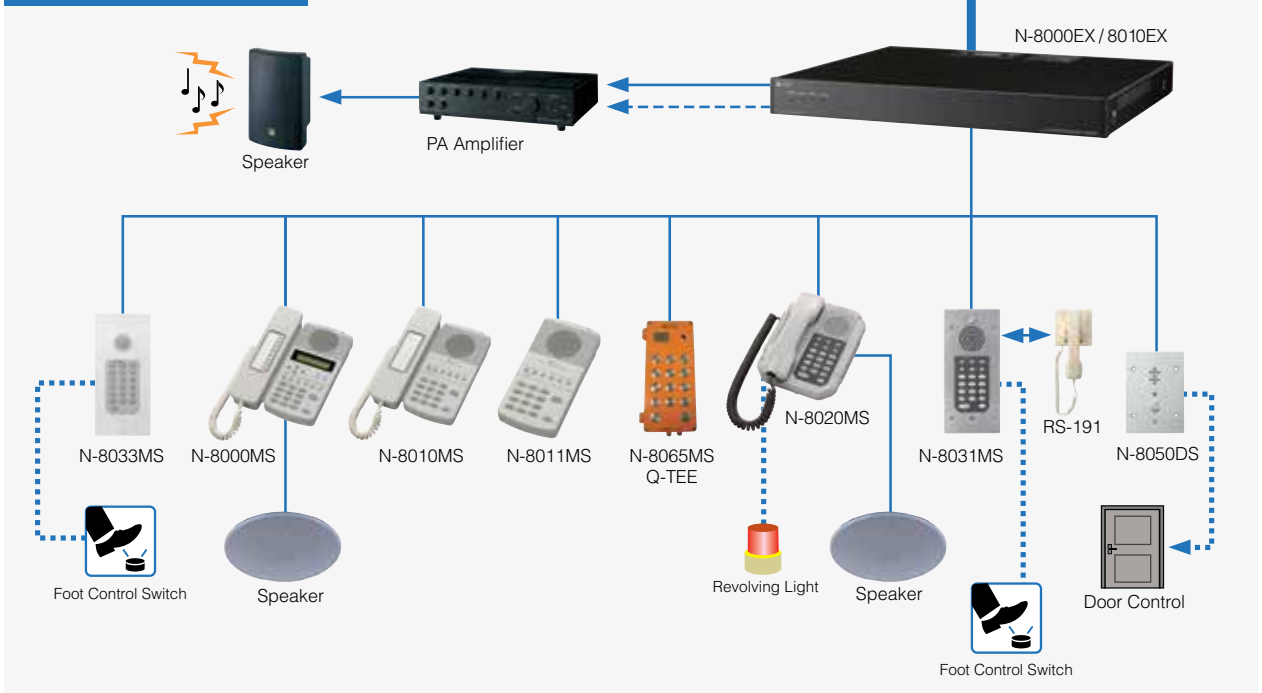 N-8000EX / 8010EX
PA Amplifier
Speaker
N-8033MS
N-8000MS
N-8010MS
N-8011MS
N-8065MS
Q-TEE
N-8020MS
N-8031MS
RS-191
N-8050DS
Foot Control Switch
Speaker
Revolving Light
Speaker
Door Control
Foot Control Switch